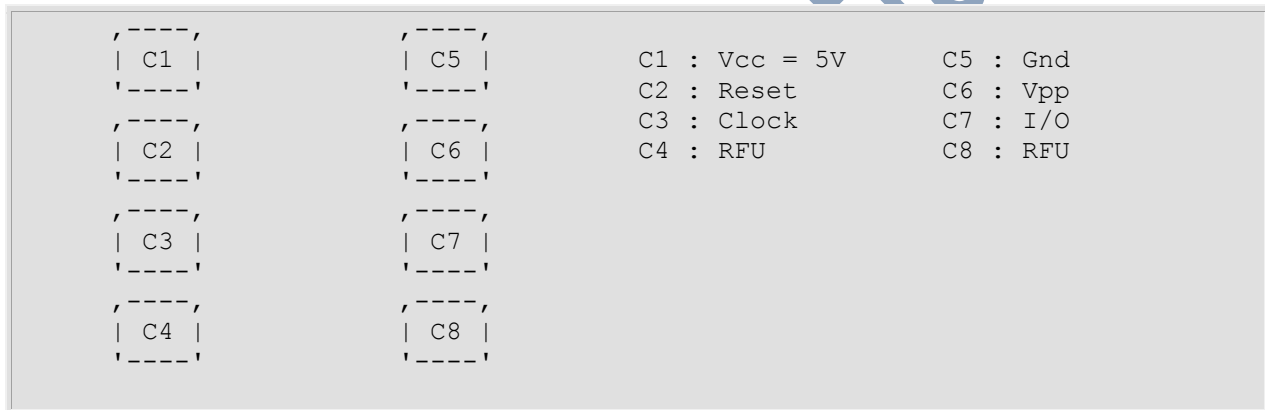 ,----,                ,----,
| C1 |                | C5 |           C1 : Vcc = 5V      C5 : Gnd
'----'                '----'           C2 : Reset         C6 : Vpp
,----,                ,----,           C3 : Clock         C7 : I/O
| C2 |                | C6 |           C4 : RFU           C8 : RFU
'----'                '----'
,----,                ,----,
| C3 |                | C7 |
'----'                '----'
,----,                ,----,
| C4 |                | C8 |
'----'                '----'